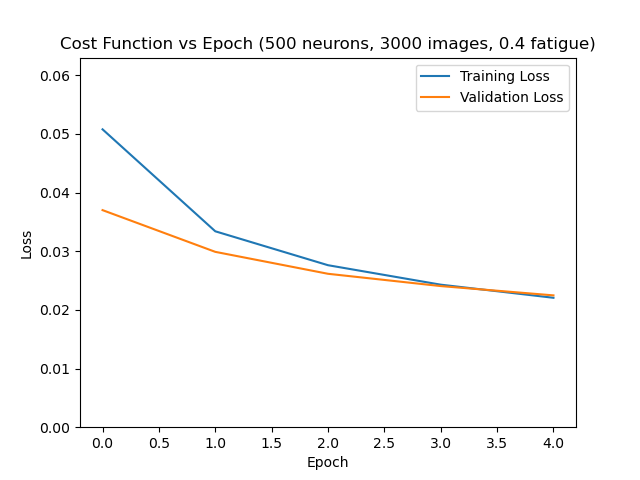 Cost Function vs Epoch (500 neurons, 3000 images, 0.4 fatigue)
Training Loss
Validation Loss
0.06
0.05
0.04
0.03
0.02
0.01
0.00
Loss
0.0 0.5 1.0 1.5 2.0 2.5 3.0 3.5 4.0
Epoch